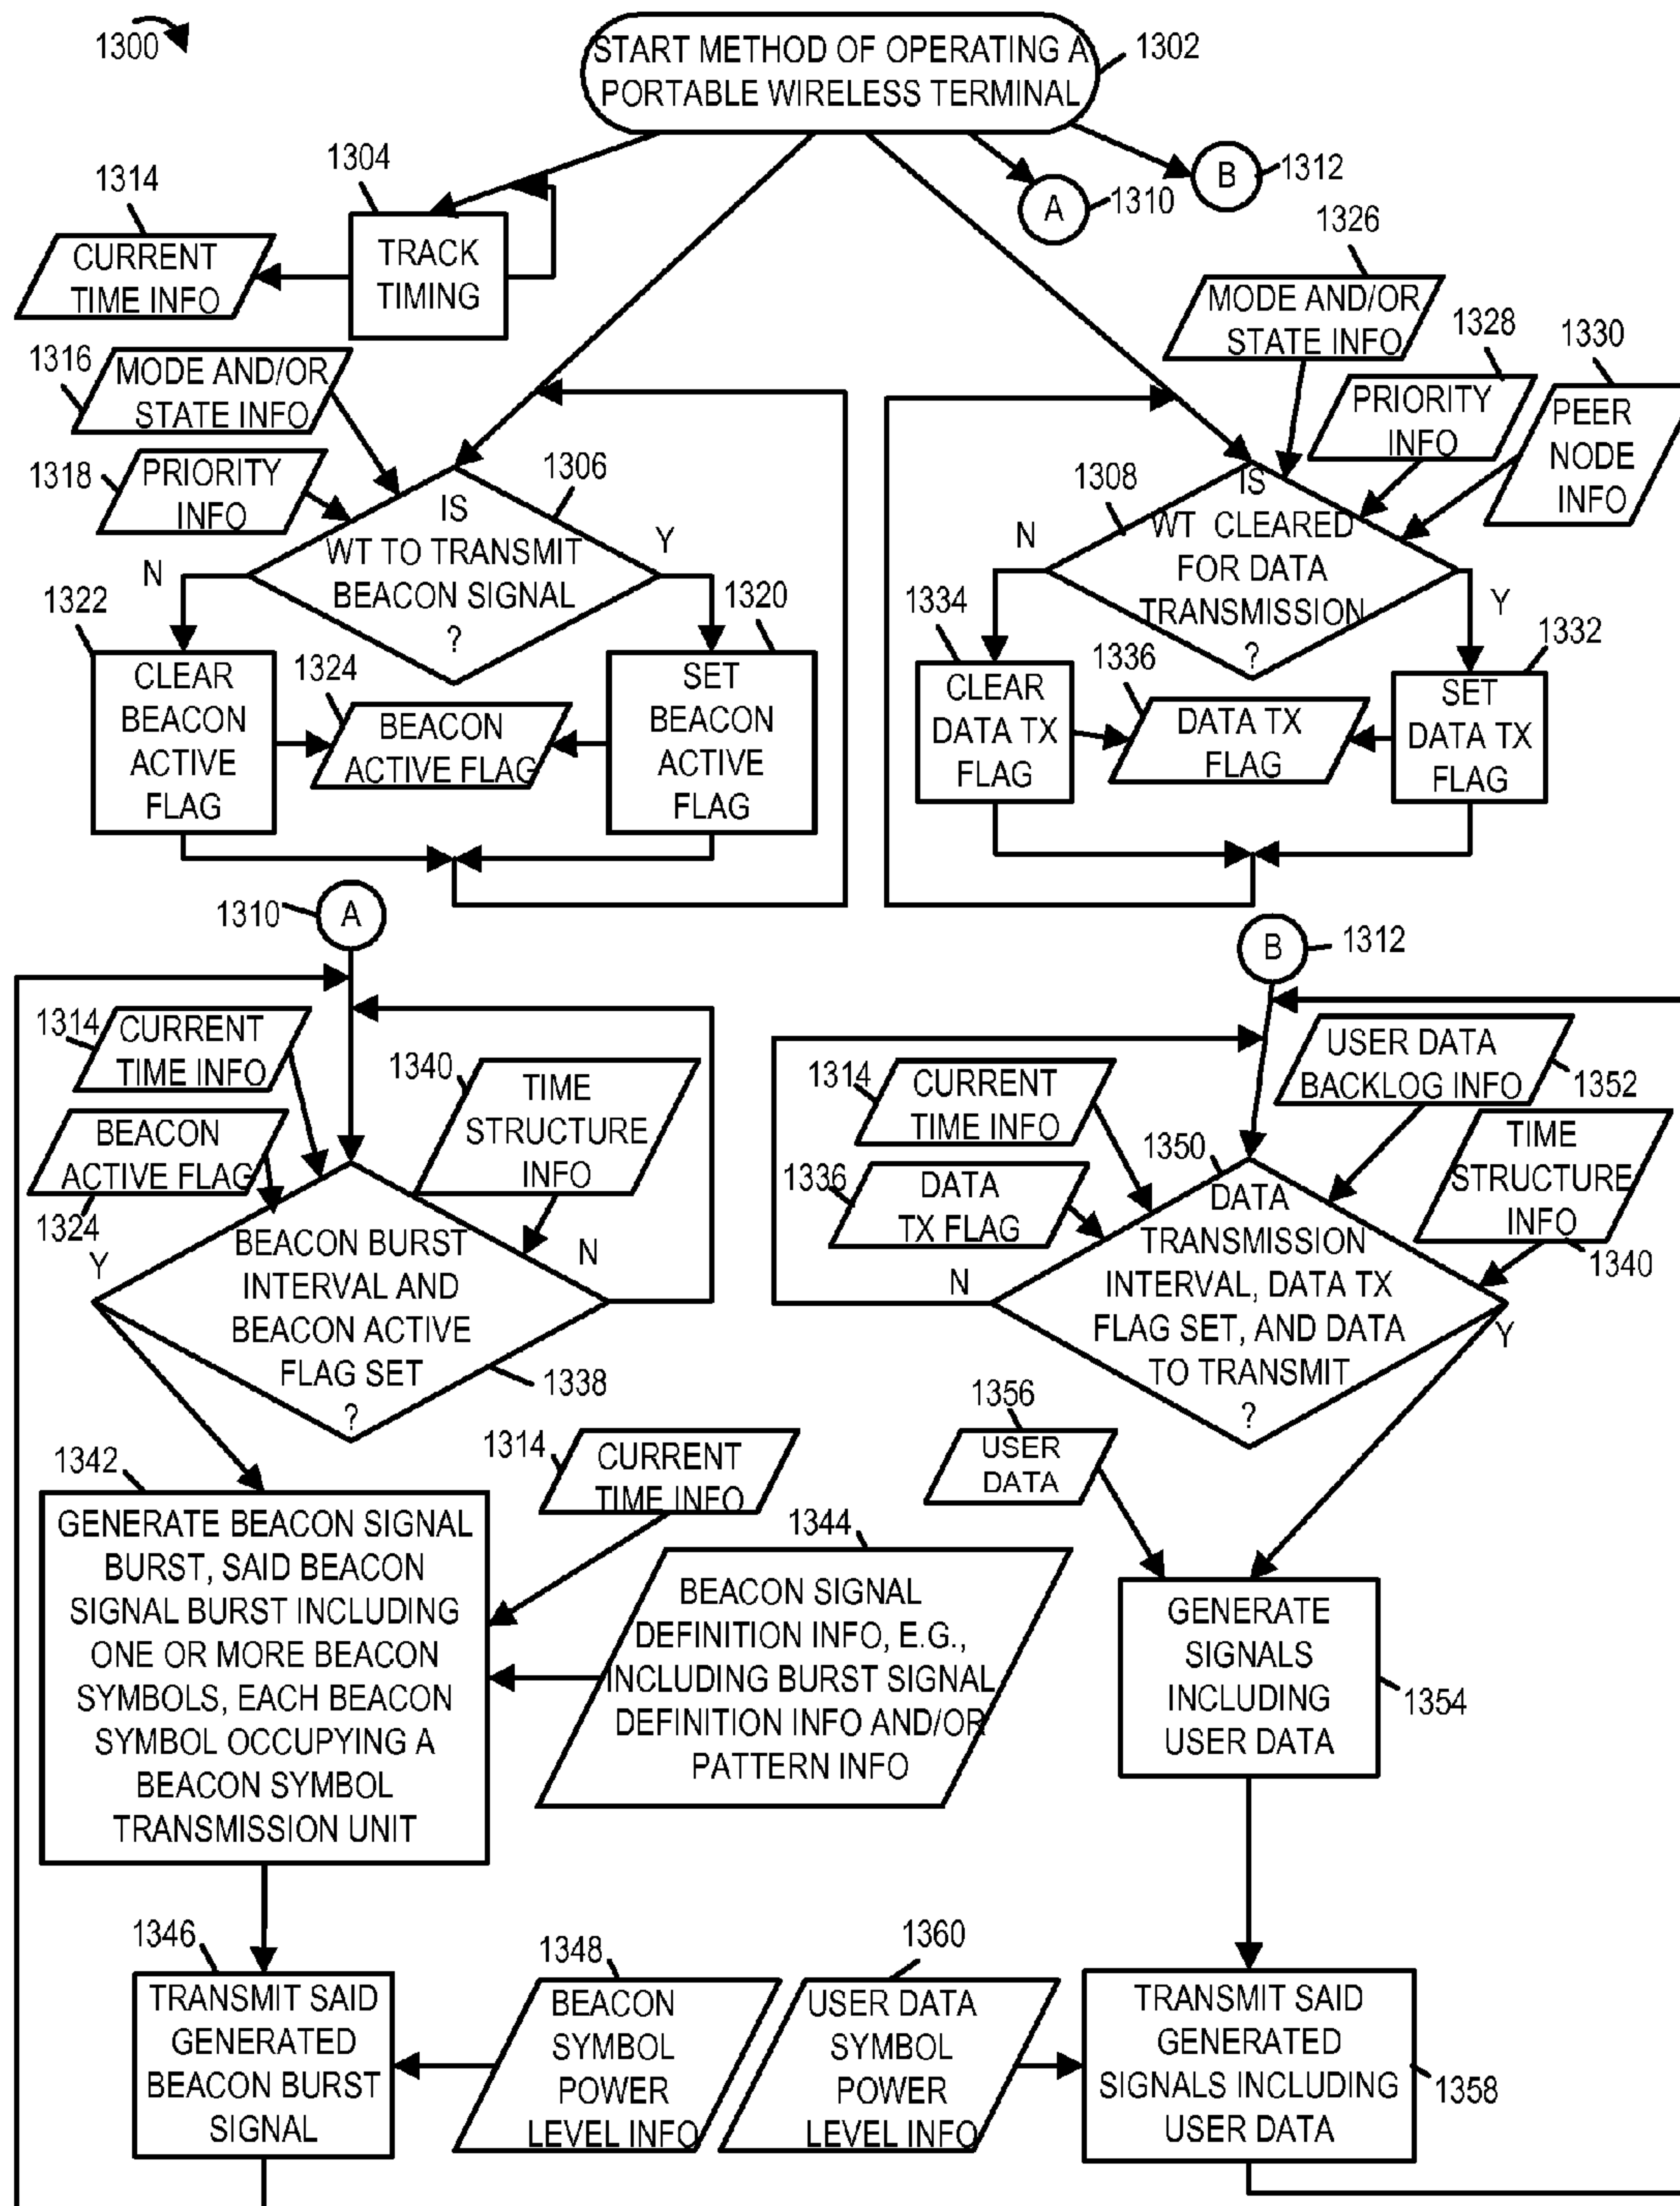 1300
START METHOD OF OPERATING A
PORTABLE WIRELESS TERMINAL
1302
1304
1314
CURRENT
TIME INFO
TRACK
TIMING
A
1310
B
1312
1326
MODE AND/OR
STATE INFO
1328
PRIORITY
INFO
1330
PEER
NODE
INFO
1316
MODE AND/OR
STATE INFO
1318
PRIORITY
INFO
1306
IS
WT TO TRANSMIT
BEACON SIGNAL
?
N
Y
1308
IS
WT CLEARED
FOR DATA
TRANSMISSION
?
N
Y
1322
CLEAR
BEACON
ACTIVE
FLAG
1324
BEACON
ACTIVE FLAG
1320
SET
BEACON
ACTIVE
FLAG
1334
CLEAR
DATA TX
FLAG
1336
DATA TX
FLAG
1332
SET
DATA TX
FLAG
1310
A
B
1312
1314
CURRENT
TIME INFO
BEACON
ACTIVE FLAG
1324
1340
TIME
STRUCTURE
INFO
Y
BEACON BURST
INTERVAL AND
BEACON ACTIVE
FLAG SET
?
N
1338
1314
CURRENT
TIME INFO
1336
DATA
TX FLAG
USER DATA
BACKLOG INFO
1352
TIME
STRUCTURE
INFO
1340
1350
DATA
TRANSMISSION
INTERVAL, DATA TX
FLAG SET, AND DATA
TO TRANSMIT
?
N
Y
1342
GENERATE BEACON SIGNAL
BURST, SAID BEACON
SIGNAL BURST INCLUDING
ONE OR MORE BEACON
SYMBOLS, EACH BEACON
SYMBOL OCCUPYING A
BEACON SYMBOL
TRANSMISSION UNIT
1314
CURRENT
TIME INFO
1344
BEACON SIGNAL
DEFINITION INFO, E.G.,
INCLUDING BURST SIGNAL
DEFINITION INFO AND/OR
PATTERN INFO
1356
USER
DATA
GENERATE
SIGNALS
INCLUDING
USER DATA
1354
1346
TRANSMIT SAID
GENERATED
BEACON BURST
SIGNAL
1348
BEACON
SYMBOL
POWER
LEVEL INFO
1360
USER DATA
SYMBOL
POWER
LEVEL INFO
TRANSMIT SAID
GENERATED
SIGNALS INCLUDING
USER DATA
1358